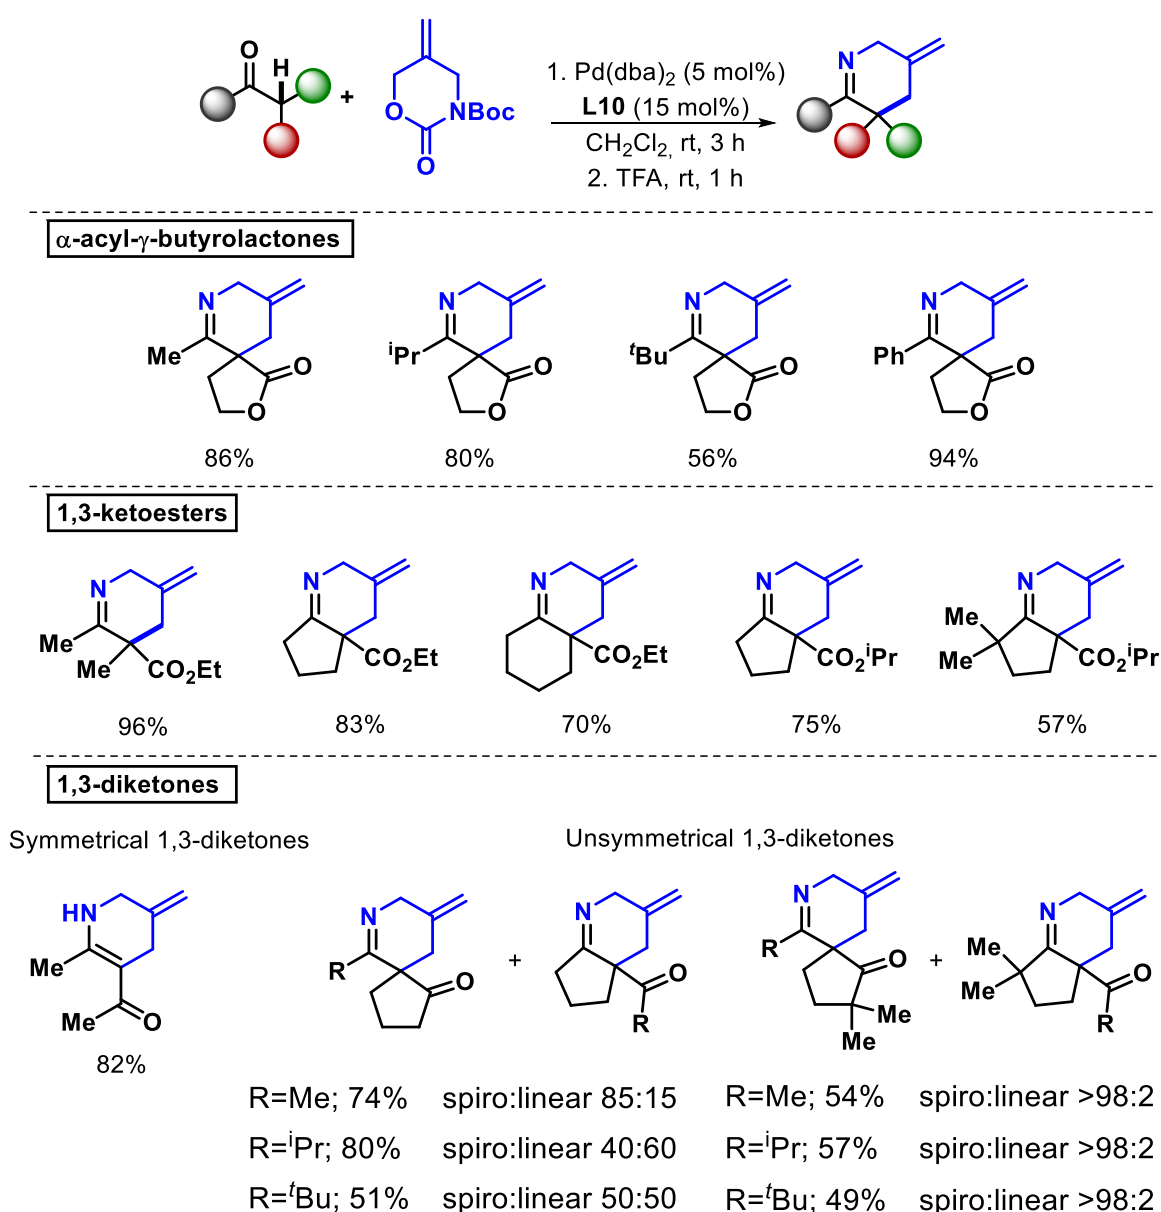 O
H
+
O
O
N
Boc
O
1. Pd(dba)₂ (5 mol%)
L10 (15 mol%)
CH₂Cl₂, rt, 3 h
2. TFA, rt, 1 h
N
α-acyl-γ-butyrolactones
N
Me
O
O
86%
N
ⁱPr
O
O
80%
N
ᵗBu
O
O
56%
N
Ph
O
O
94%
1,3-ketoesters
N
Me
Me
CO₂Et
96%
N
CO₂Et
83%
N
CO₂Et
70%
N
CO₂ⁱPr
75%
N
Me
Me
CO₂ⁱPr
57%
1,3-diketones
Symmetrical 1,3-diketones
Unsymmetrical 1,3-diketones
HN
Me
Me
O
82%
N
R
O
+
N
O
R
N
R
O
Me
Me
+
N
Me
Me
O
R
R=Me; 74% spiro:linear 85:15
R=ⁱPr; 80% spiro:linear 40:60
R=ᵗBu; 51% spiro:linear 50:50
R=Me; 54% spiro:linear >98:2
R=ⁱPr; 57% spiro:linear >98:2
R=ᵗBu; 49% spiro:linear >98:2